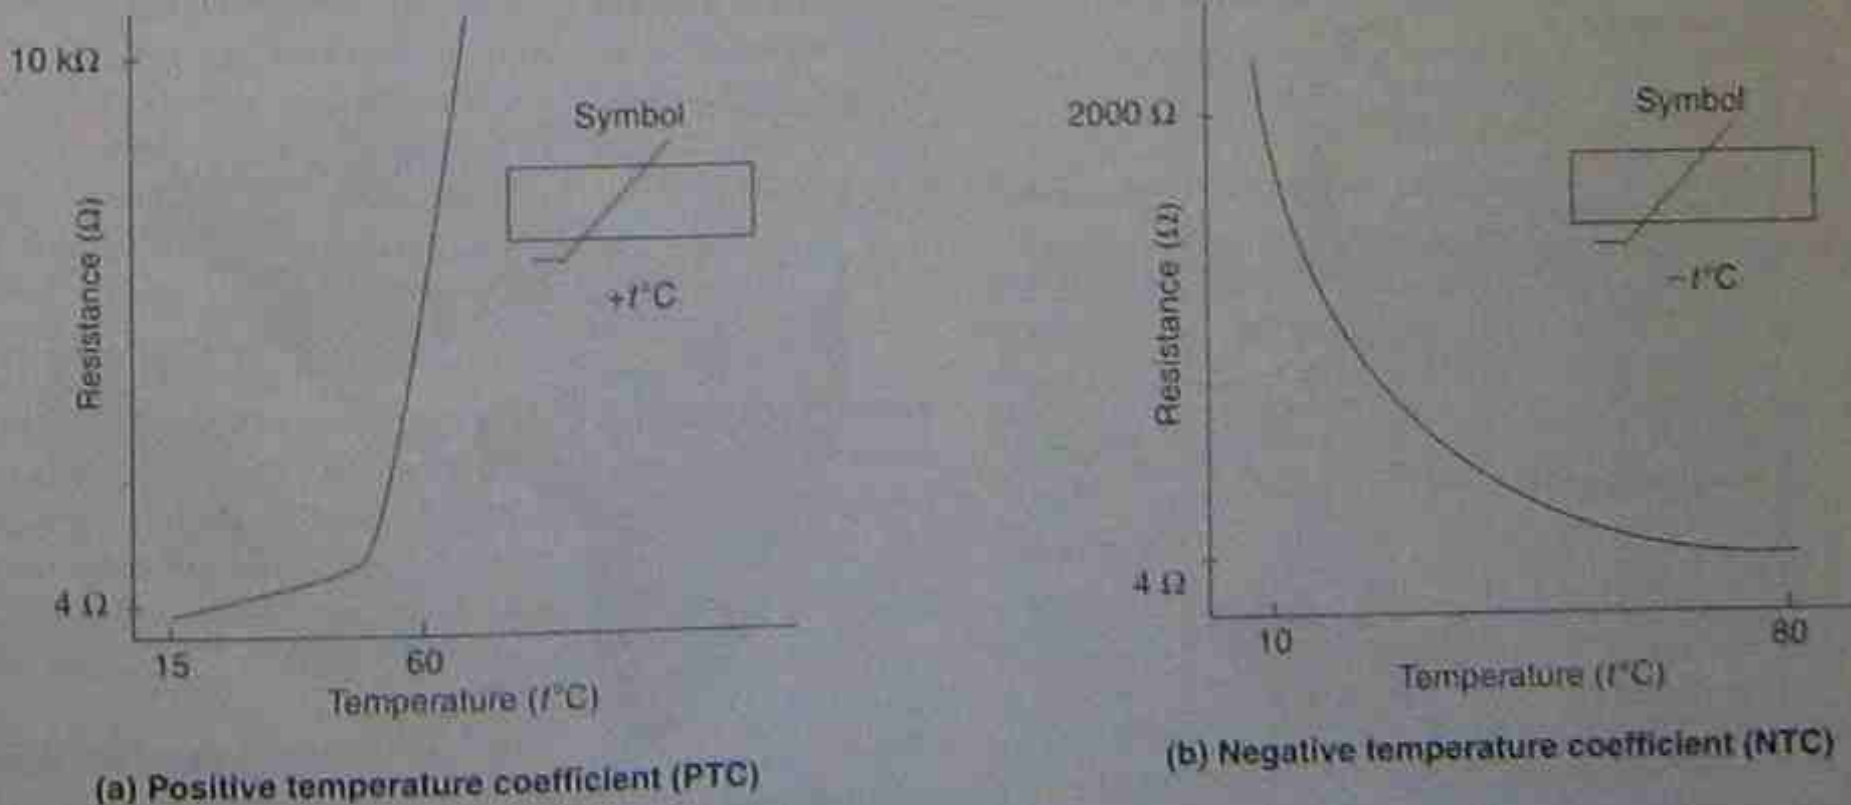 10 kΩ
Symbol
Resistance (Ω)
+t°C
4 Ω
15
60
Temperature (t°C)
(a) Positive temperature coefficient (PTC)
2000 Ω
Symbol
Resistance (Ω)
−t°C
4 Ω
10
80
Temperature (t°C)
(b) Negative temperature coefficient (NTC)